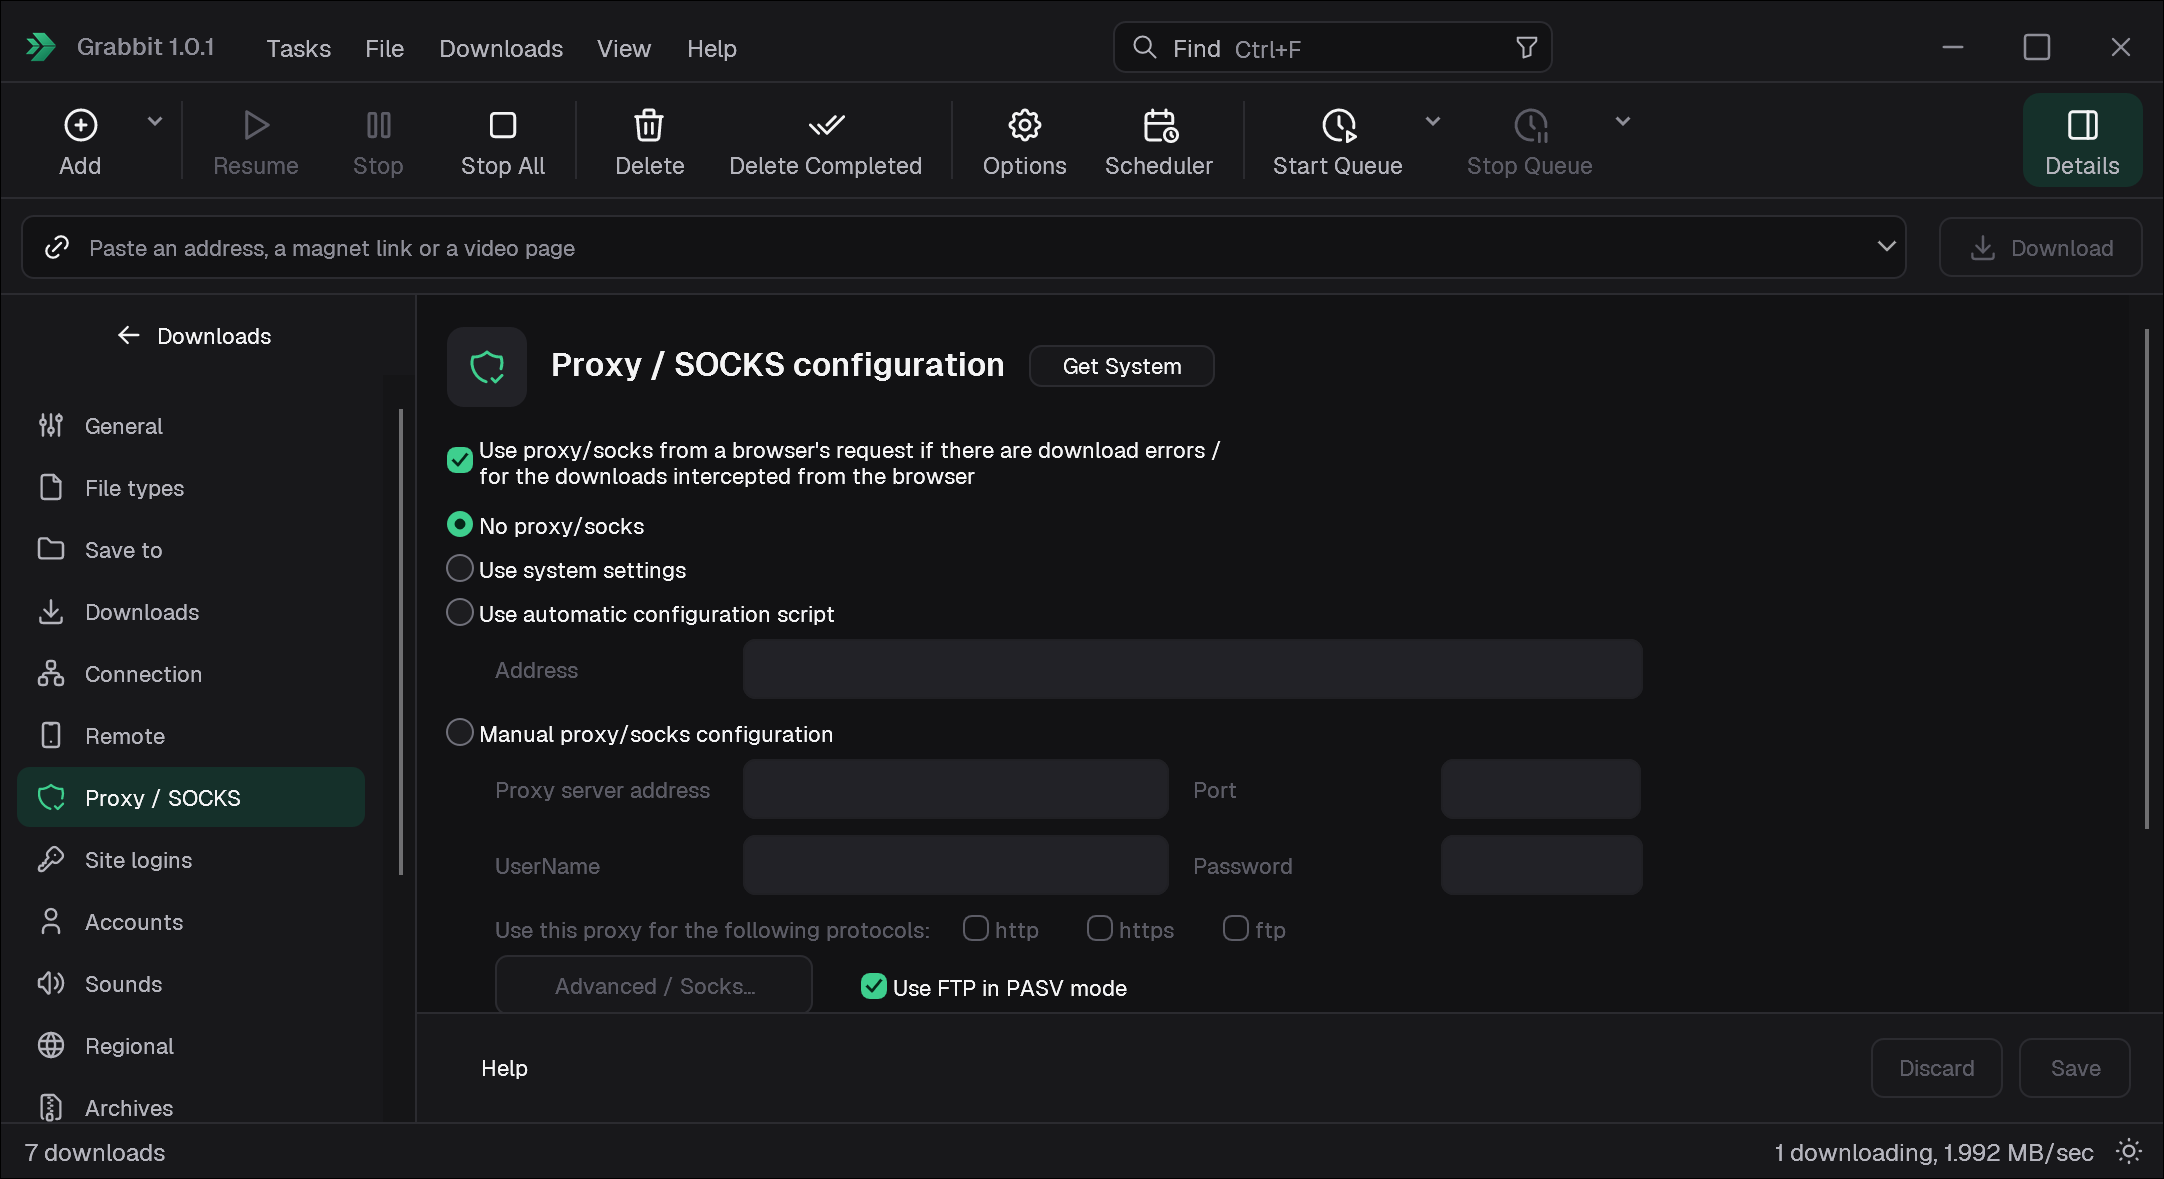 Grabbit 1.0.1
Tasks
File
Downloads
View
Help
Find Ctrl+F
Add
Resume
Stop
Stop All
Delete
Delete Completed
Options
Scheduler
Start Queue
Stop Queue
Details
Paste an address, a magnet link or a video page
Download
Downloads
General
File types
Save to
Downloads
Connection
Remote
Proxy / SOCKS
Site logins
Accounts
Sounds
Regional
Archives
Proxy / SOCKS configuration
Get System
Use proxy/socks from a browser's request if there are download errors /
for the downloads intercepted from the browser
No proxy/socks
Use system settings
Use automatic configuration script
Address
Manual proxy/socks configuration
Proxy server address
Port
UserName
Password
Use this proxy for the following protocols:
http
https
ftp
Advanced / Socks...
Use FTP in PASV mode
Help
Discard
Save
7 downloads
1 downloading, 1.992 MB/sec